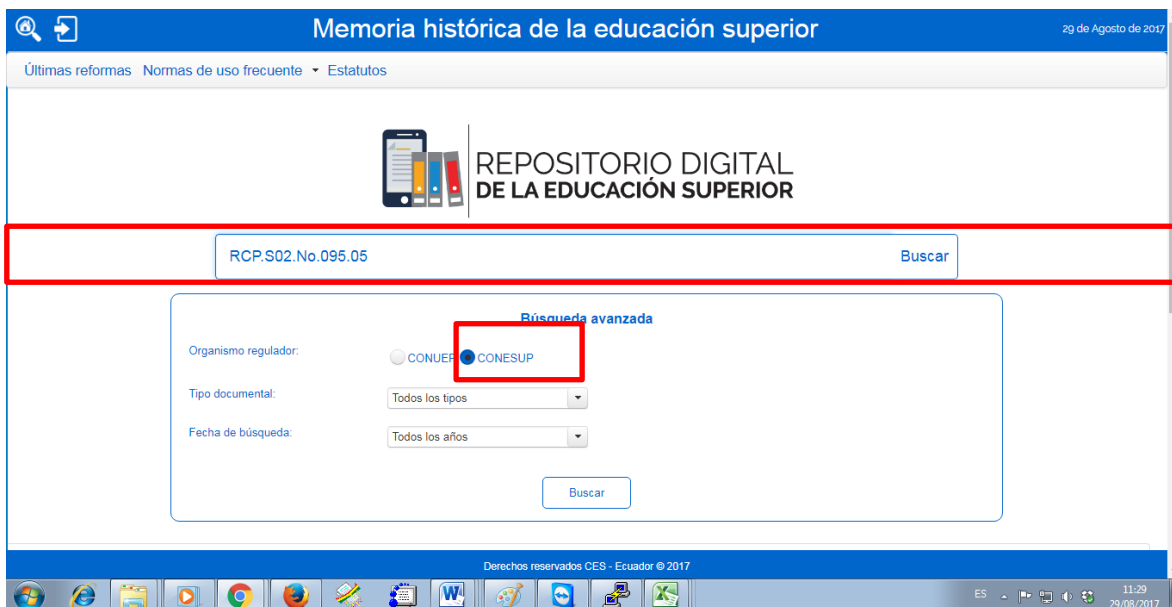 Memoria histórica de la educación superior
29 de Agosto de 2017
Últimas reformas Normas de uso frecuente Estatutos
REPOSITORIO DIGITAL
DE LA EDUCACIÓN SUPERIOR
RCP.S02.No.095.05 Buscar
Búsqueda avanzada
Organismo regulador: CONUEP CONESUP
Tipo documental: Todos los tipos
Fecha de búsqueda: Todos los años
Buscar
Derechos reservados CES - Ecuador © 2017
ES 11:29
29/08/2017